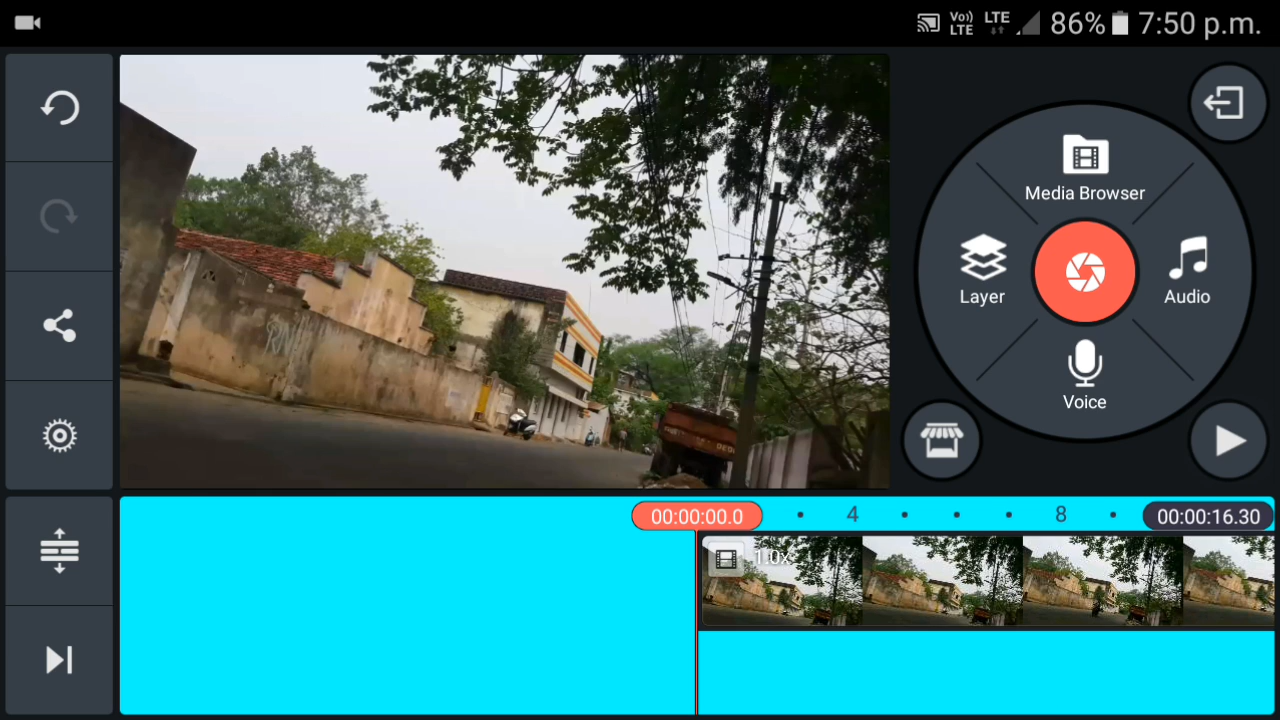 Vo)) LTE LTE 86% 7:50 p.m.
Media Browser
Layer
Audio
Voice
00:00:00.0 4 8 00:00:16.30
1.0x